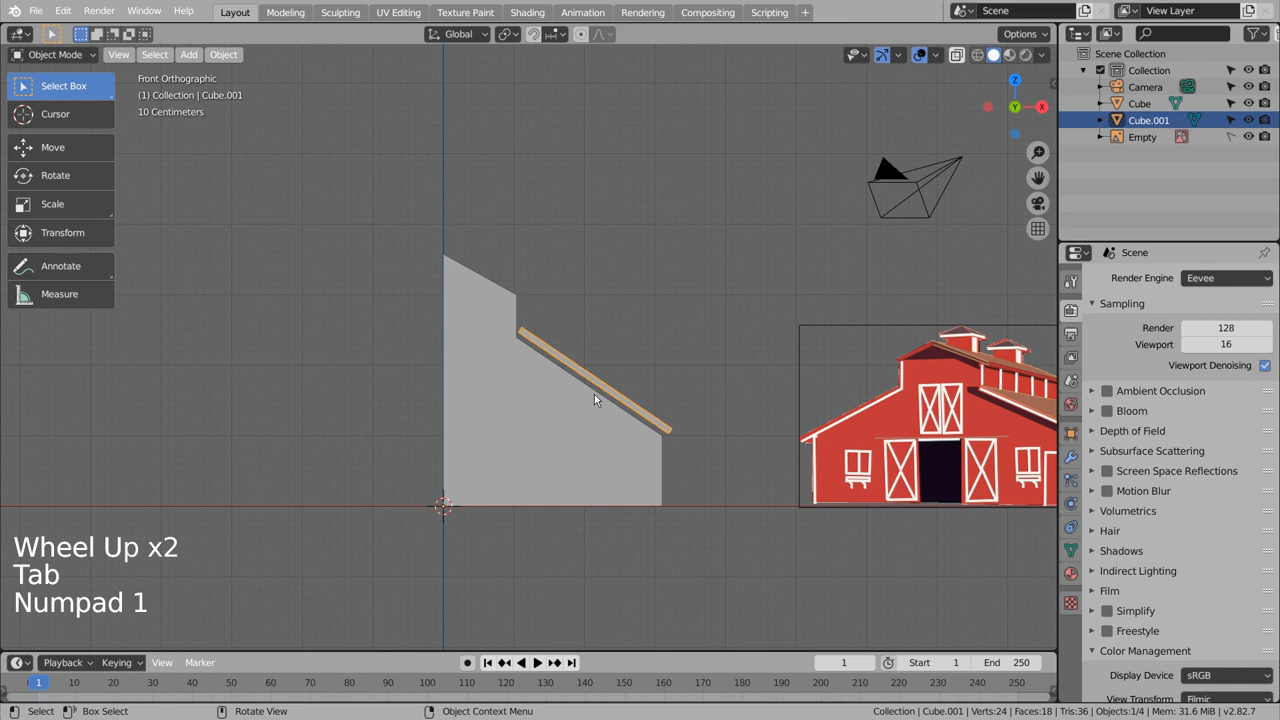 File Edit Render Window Help Layout Modeling Sculpting UV Editing Texture Paint Shading Animation Rendering Compositing Scripting + Scene View Layer
Global Options
Object Mode View Select Add Object
Select Box
Cursor
Move
Rotate
Scale
Transform
Annotate
Measure
Front Orthographic
(1) Collection | Cube.001
10 Centimeters
Z
Y
X
Wheel Up x2
Tab
Numpad 1
Scene Collection
Collection
Camera
Cube
Cube.001
Empty
Scene
Render Engine Eevee
Sampling
Render 128
Viewport 16
Viewport Denoising
Ambient Occlusion
Bloom
Depth of Field
Subsurface Scattering
Screen Space Reflections
Motion Blur
Volumetrics
Hair
Shadows
Indirect Lighting
Film
Simplify
Freestyle
Color Management
Display Device sRGB
View Transform Filmic
Playback Keying View Marker 1 Start 1 End 250
1 10 20 30 40 50 60 70 80 90 100 110 120 130 140 150 160 170 180 190 200 210 220 230 240 250
Select Box Select Rotate View Object Context Menu Collection | Cube.001 | Verts:24 | Faces:18 | Tris:36 | Objects:1/4 | Mem: 31.6 MiB | v2.82.7